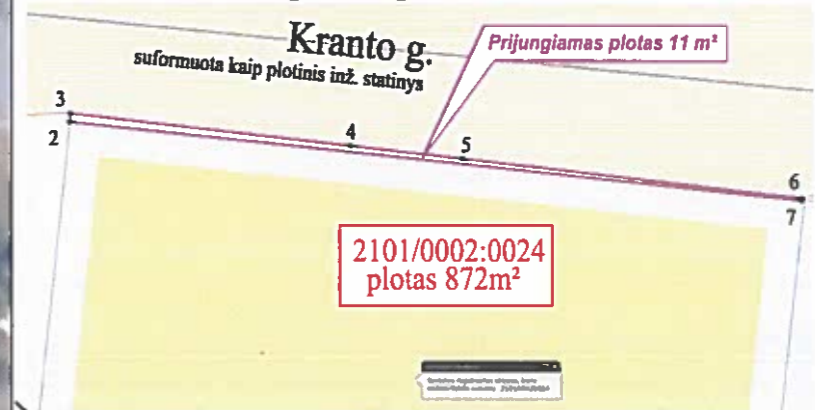 Kranto g.
suformuota kaip plotinis inž. statinys
Prijungiamas plotas 11 m²
3
2
4
5
6
7
2101/0002:0024
plotas 872m²